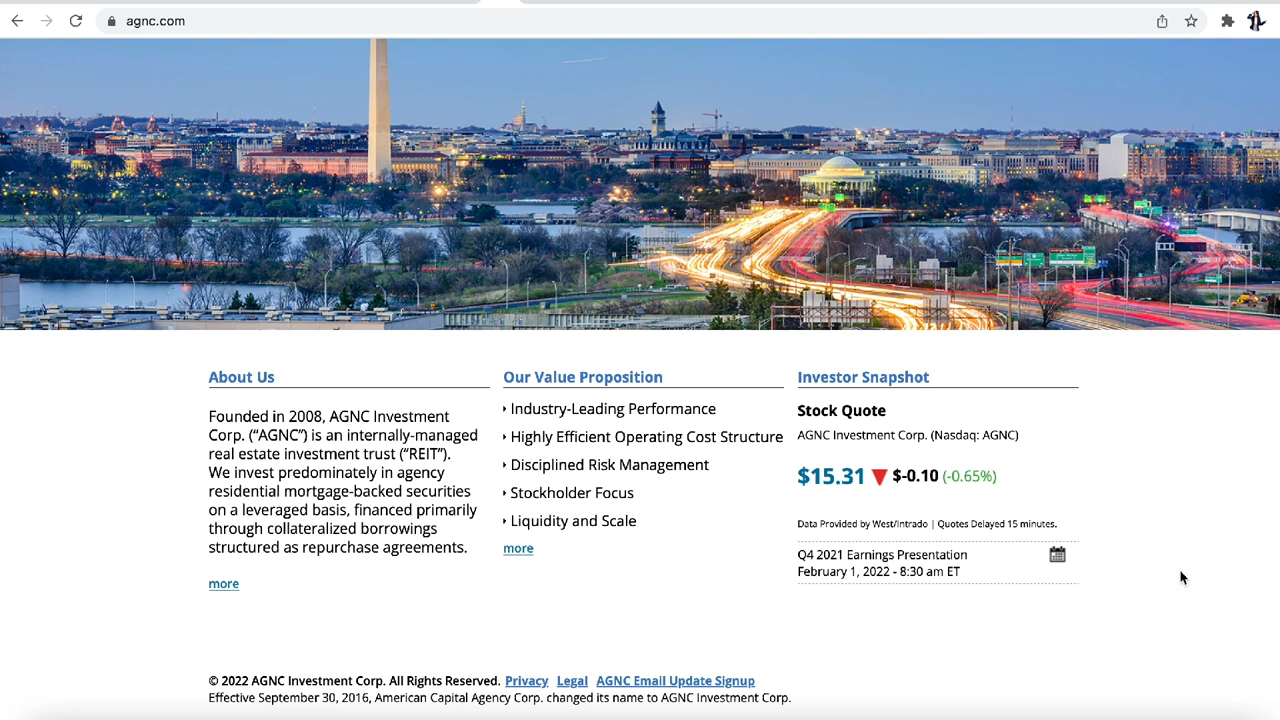 agnc.com
About Us
Founded in 2008, AGNC Investment
Corp. (“AGNC”) is an internally-managed
real estate investment trust (“REIT”).
We invest predominately in agency
residential mortgage-backed securities
on a leveraged basis, financed primarily
through collateralized borrowings
structured as repurchase agreements.
more
Our Value Proposition
Industry-Leading Performance
Highly Efficient Operating Cost Structure
Disciplined Risk Management
Stockholder Focus
Liquidity and Scale
more
Investor Snapshot
Stock Quote
AGNC Investment Corp. (Nasdaq: AGNC)
$15.31 $-0.10 (-0.65%)
Data Provided by West/Intrado | Quotes Delayed 15 minutes.
Q4 2021 Earnings Presentation
February 1, 2022 - 8:30 am ET
© 2022 AGNC Investment Corp. All Rights Reserved. Privacy Legal AGNC Email Update Signup
Effective September 30, 2016, American Capital Agency Corp. changed its name to AGNC Investment Corp.